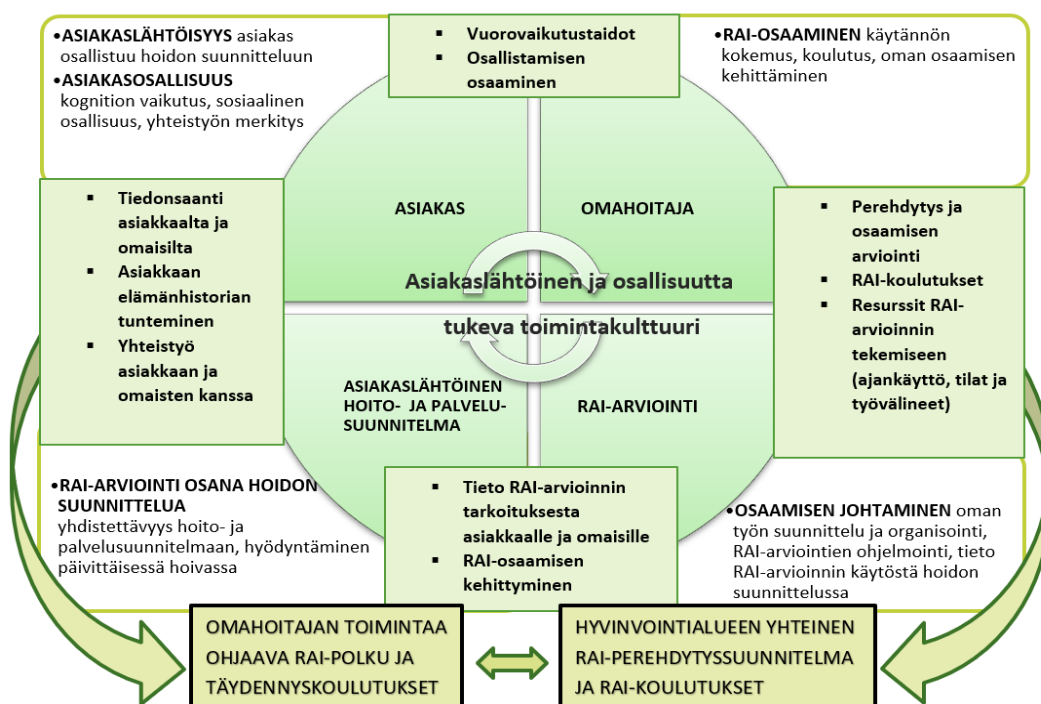 •ASIAKASLÄHTÖISYYS asiakas
osallistuu hoidon suunnitteluun
•ASIAKASOSALLISUUS
kognition vaikutus, sosiaalinen
osallisuus, yhteistyön merkitys
▪ Vuorovaikutustaidot
▪ Osallistamisen
osaaminen
•RAI-OSAAMINEN käytännön
kokemus, koulutus, oman osaamisen
kehittäminen
▪ Tiedonsaanti
asiakkaalta ja
omaisilta
▪ Asiakkaan
elämänhistorian
tunteminen
▪ Yhteistyö
asiakkaan ja
omaisten kanssa
ASIAKAS
OMAHOITAJA
Asiakaslähtöinen ja osallisuutta
tukeva toimintakulttuuri
ASIAKASLÄHTÖINEN
HOITO- JA PALVELU-
SUUNNITELMA
RAI-ARVIOINTI
▪ Perehdytys ja
osaamisen
arviointi
▪ RAI-koulutukset
▪ Resurssit RAI-
arvioinnin
tekemiseen
(ajankäyttö, tilat ja
työvälineet)
•RAI-ARVIOINTI OSANA HOIDON
SUUNNITTELUA
yhdistettävyys hoito- ja
palvelusuunnitelmaan, hyödyntäminen
päivittäisessä hoivassa
▪ Tieto RAI-arvioinnin
tarkoituksesta
asiakkaalle ja omaisille
▪ RAI-osaamisen
kehittyminen
•OSAAMISEN JOHTAMINEN oman
työn suunnittelu ja organisointi,
RAI-arviointien ohjelmointi, tieto
RAI-arvioinnin käytöstä hoidon
suunnittelussa
OMAHOITAJAN TOIMINTAA
OHJAAVA RAI-POLKU JA
TÄYDENNYSKOULUTUKSET
HYVINVOINTIALUEEN YHTEINEN
RAI-PEREHDYTYSSUUNNITELMA
JA RAI-KOULUTUKSET